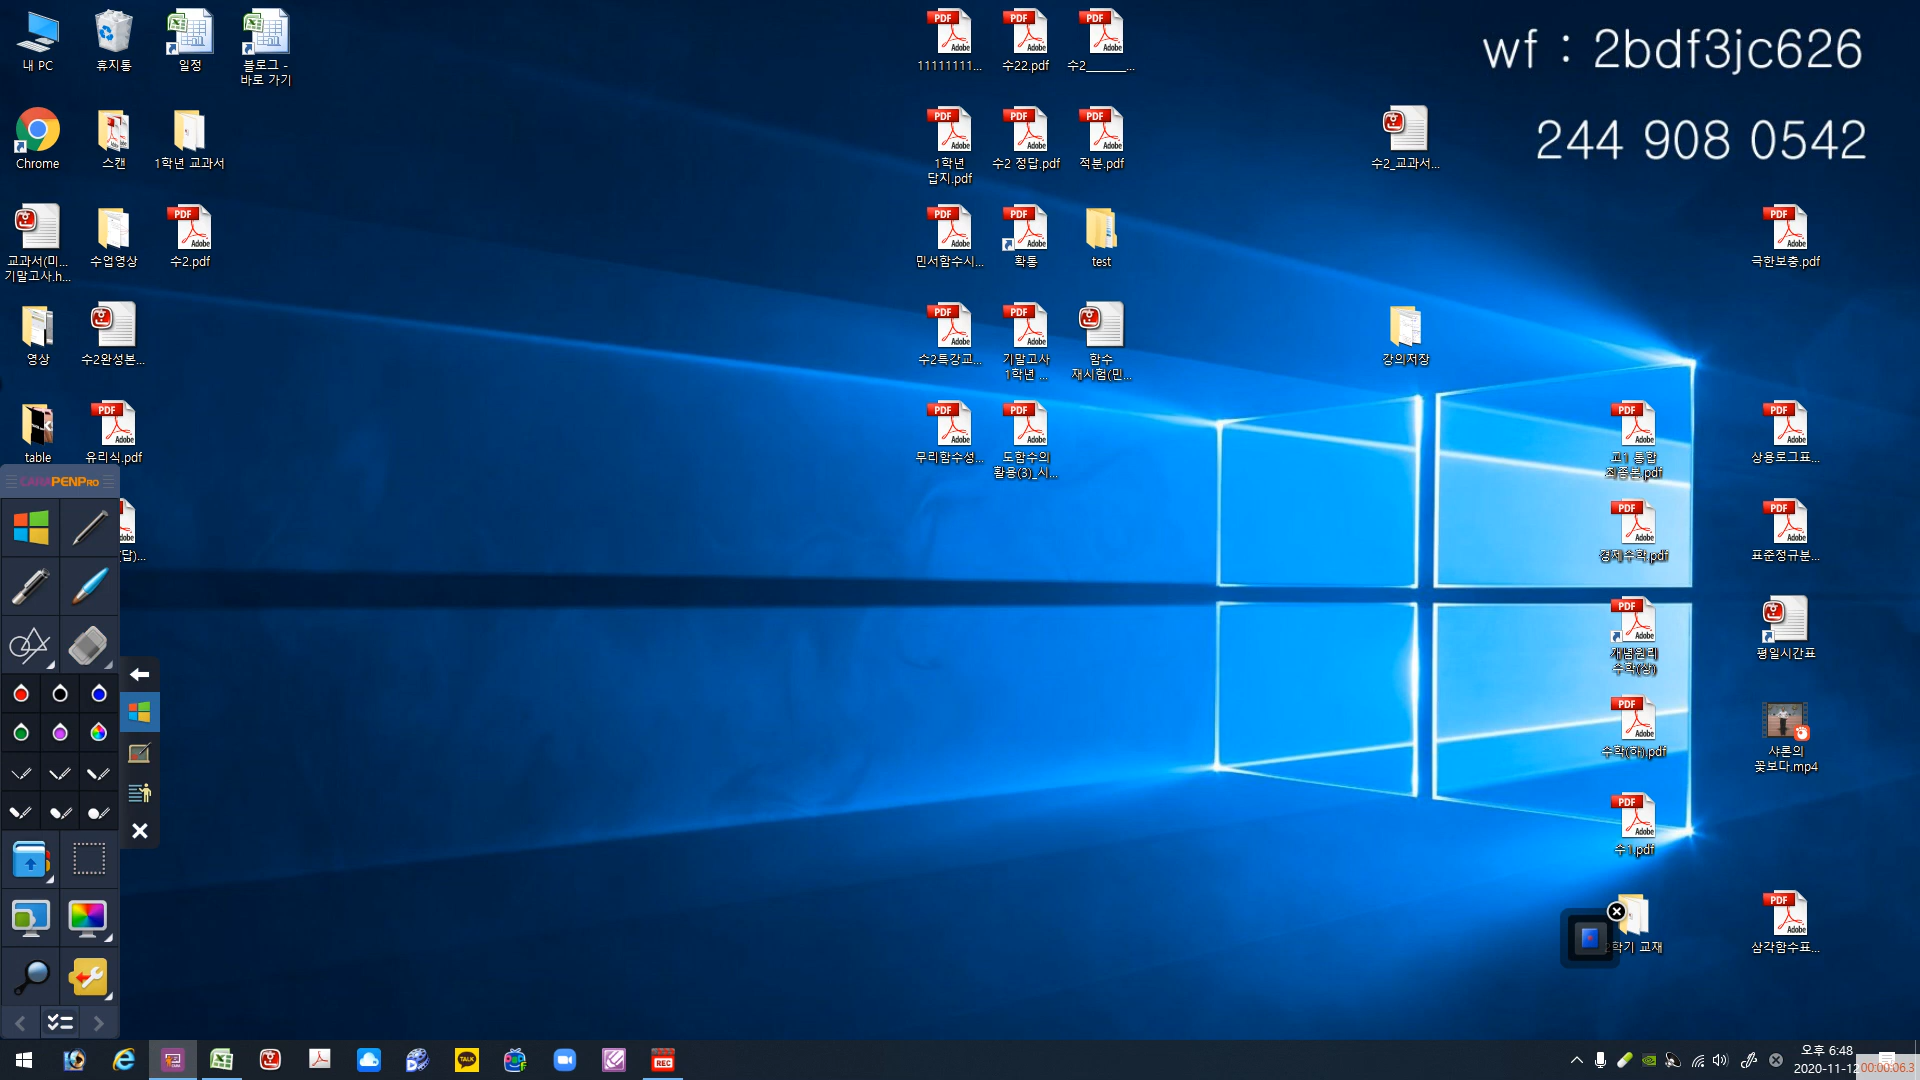 내 PC
휴지통
일정
블로그 -
바로 가기
11111111...
수22.pdf
수2______...
wf : 2bdf3jc626
244 908 0542
Chrome
스캔
1학년 교과서
1학년
답지.pdf
수2 정답.pdf
적분.pdf
수2_교과서...
교과서(미...
기말고사.h...
수업영상
수2.pdf
민서함수시...
확통
test
극한보충.pdf
영상
수2완성본...
수2특강교...
기말고사
1학년 ...
함수
재시험(민...
강의저장
table
유리식.pdf
무리함수성...
도함수의
활용(3)_시...
고1 통합
최종본.pdf
상용로그표...
PENPRO
(답)...
경제수학.pdf
표준정규분...
개념원리
수학(상)
평일시간표
수학(하).pdf
샤론의
꽃보다.mp4
수1.pdf
2학기 교재
삼각함수표...
TALK
REC
오후 6:48
2020-11-12
00:00:06.3